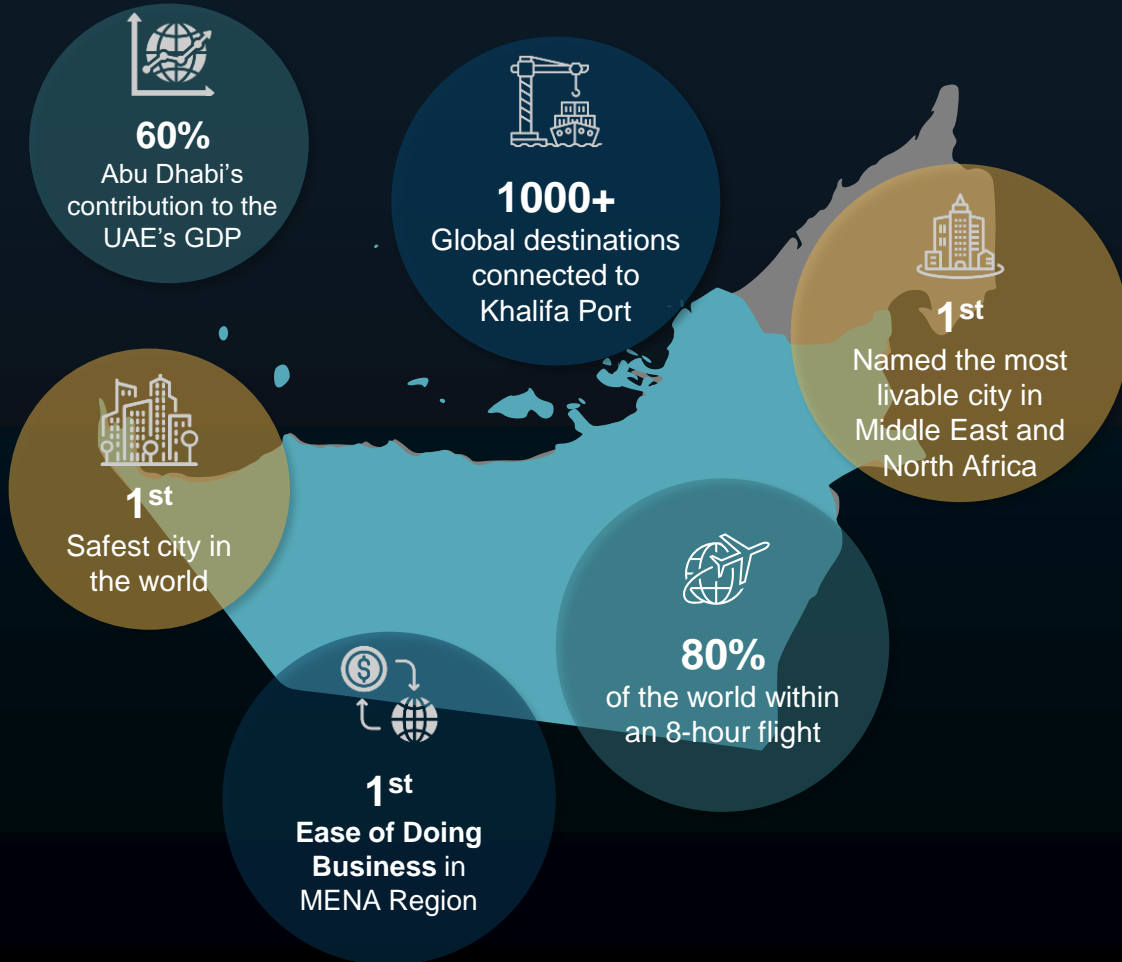 60%
Abu Dhabi's
contribution to the
UAE's GDP
1000+
Global destinations
connected to
Khalifa Port
1st
Named the most
livable city in
Middle East and
North Africa
1st
Safest city in
the world
80%
of the world within
an 8-hour flight
1st
Ease of Doing
Business in
MENA Region